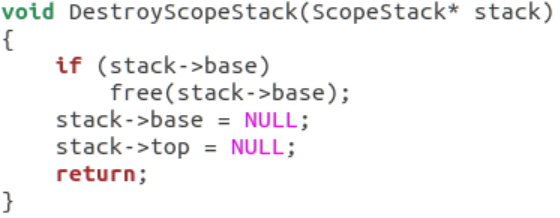 void DestroyScopeStack(ScopeStack* stack)
{
    if (stack->base)
        free(stack->base);
    stack->base = NULL;
    stack->top = NULL;
    return;
}